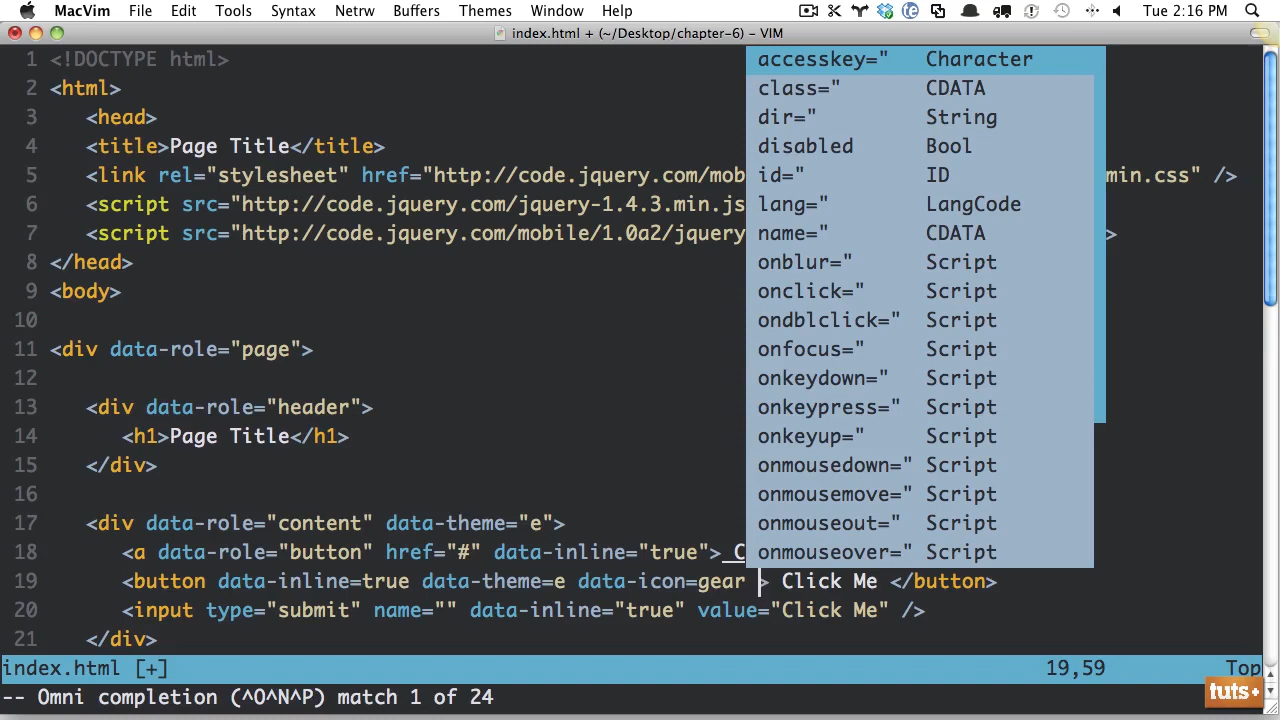 MacVim File Edit Tools Syntax Netrw Buffers Plugin Themes Window Help Tue 2:16 PM
index.html + (~/Desktop/chapter-6) – VIM
1 <!DOCTYPE html>
2 <html>
3 <head>
4 <title>Page Title</title>
5 <link rel="stylesheet" href="http://code.jquery.com/mob min.css" />
6 <script src="http://code.jquery.com/jquery-1.4.3.min.js
7 <script src="http://code.jquery.com/mobile/1.0a2/jquery >
8 </head>
9 <body>
10
11 <div data-role="page">
12
13 <div data-role="header">
14 <h1>Page Title</h1>
15 </div>
16
17 <div data-role="content" data-theme="e">
18 <a data-role="button" href="#" data-inline="true"> C
19 <button data-inline=true data-theme=e data-icon=gear > Click Me </button>
20 <input type="submit" name="" data-inline="true" value="Click Me" />
21 </div>
accesskey=" Character
class=" CDATA
dir=" String
disabled Bool
id=" ID
lang=" LangCode
name=" CDATA
onblur=" Script
onclick=" Script
ondblclick=" Script
onfocus=" Script
onkeydown=" Script
onkeypress=" Script
onkeyup=" Script
onmousedown=" Script
onmousemove=" Script
onmouseout=" Script
onmouseover=" Script
index.html [+] 19,59 Top
-- Omni completion (^O^N^P) match 1 of 24
tuts+